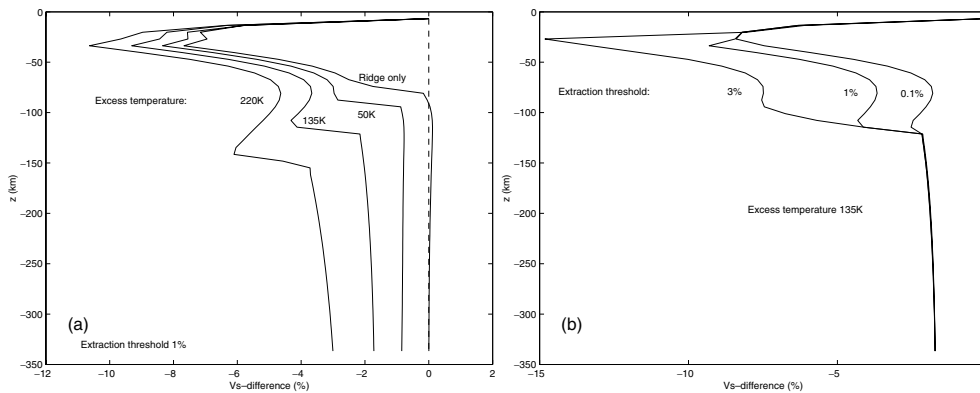 0
−50
−100
−150
−200
−250
−300
−350
z (km)
Ridge only
Excess temperature:
220K
135K
50K
(a)
Extraction threshold 1%
−12
−10
−8
−6
−4
−2
0
2
Vs−difference (%)
0
−50
−100
−150
−200
−250
−300
−350
z (km)
Extraction threshold:
3%
1%
0.1%
Excess temperature 135K
(b)
−15
−10
−5
Vs−difference (%)